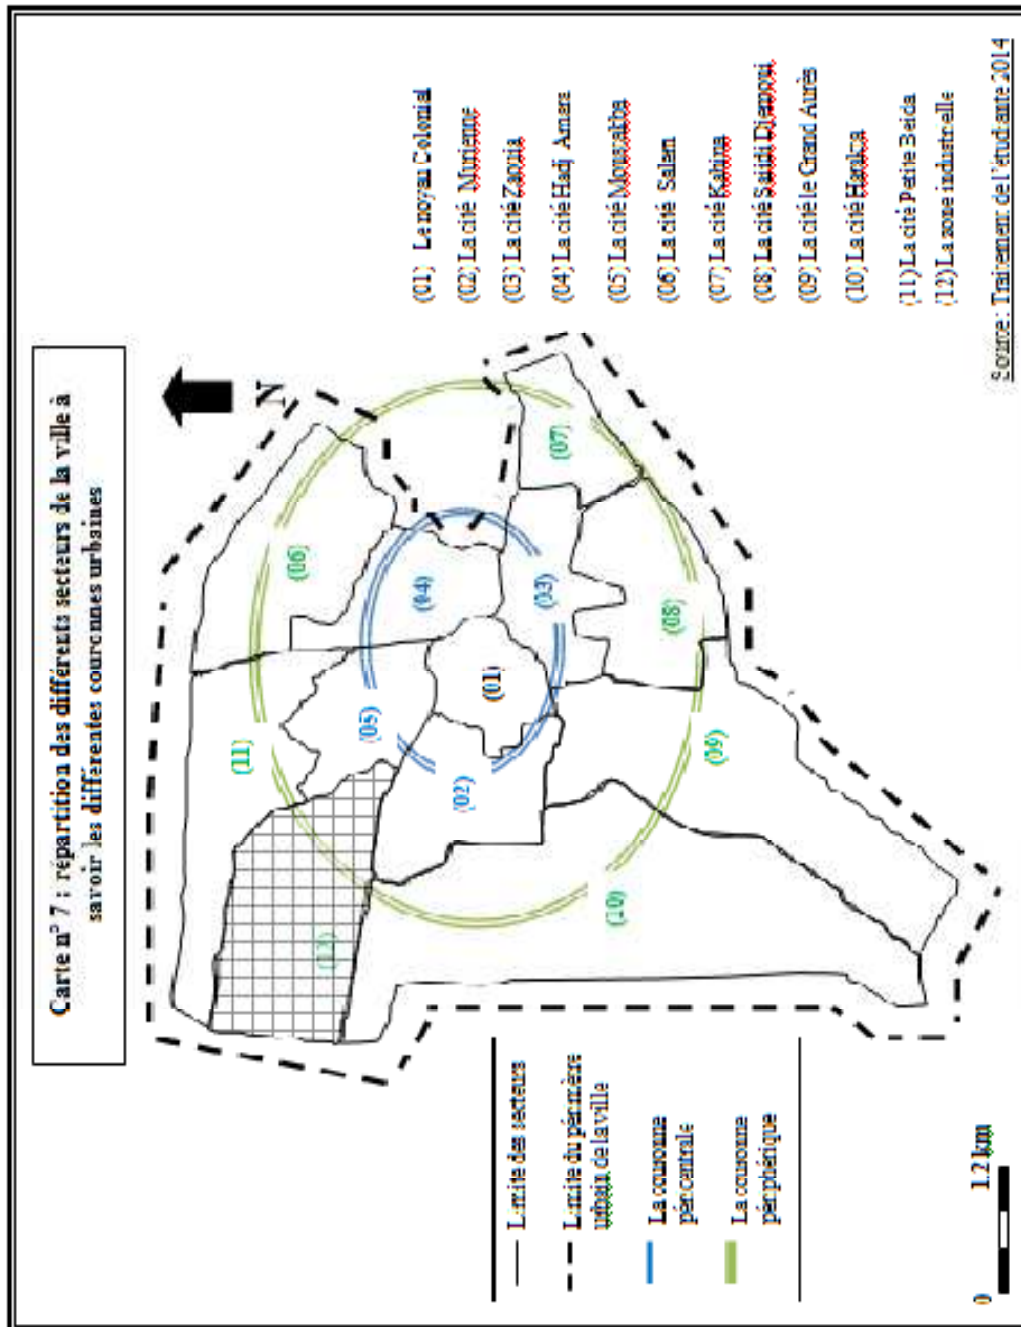 Carte n° 7 : répartition des différents secteurs de la ville à
savoir les différentes couronnes urbaines
N
(01)
(02)
(03)
(04)
(05)
(06)
(07)
(08)
(09)
(10)
(11)
(12)
(01) Le noyau Colonial
(02) La cité Nurienne
(03) La cité Zaouia
(04) La cité Hadj Amara
(05) La cité
(06) La cité Salem
(07) La cité Kahina
(08) La cité Saidi Djemoui
(09) La cité le Grand Aurès
(10) La cité
(11) La cité Petite Beida
(12) La zone industrielle
Limite des secteurs
Limite du périmètre
urbain de la ville
La couronne
péricentrale
La couronne
périphérique
0 1.2 km
Source: Traitement de l'étudiante 2014